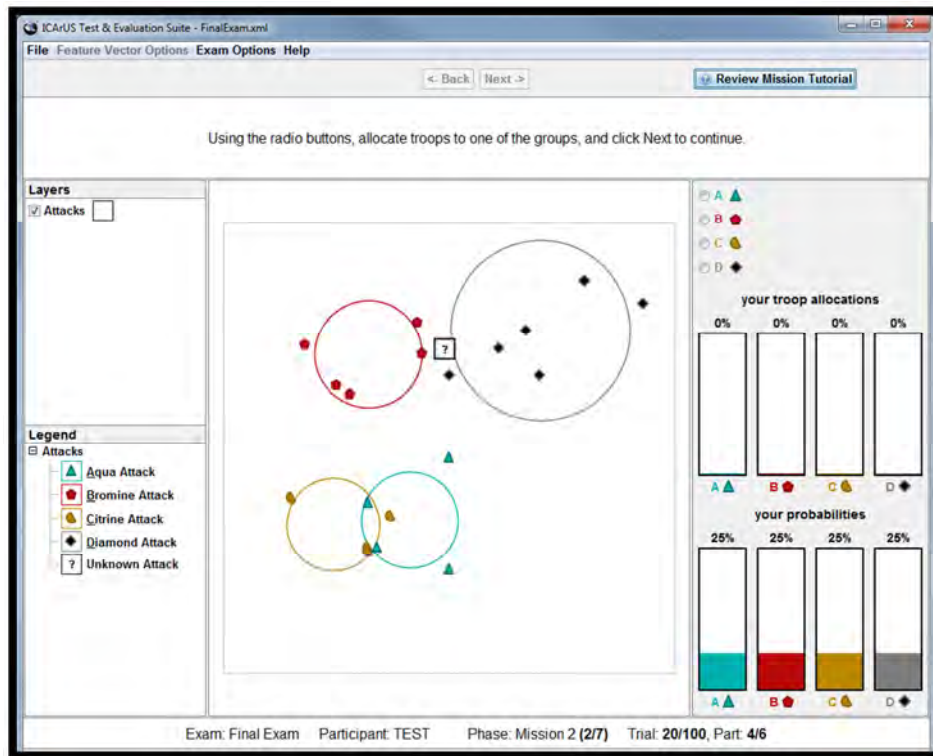 ICArUS Test & Evaluation Suite - FinalExam.xml
File Feature Vector Options Exam Options Help
<- Back Next -> Review Mission Tutorial
Using the radio buttons, allocate troops to one of the groups, and click Next to continue.
Layers
Attacks
A
B
C
D
?
your troop allocations
0% 0% 0% 0%
A B C D
your probabilities
25% 25% 25% 25%
A B C D
Legend
Attacks
Aqua Attack
Bromine Attack
Citrine Attack
Diamond Attack
? Unknown Attack
Exam: Final Exam Participant: TEST Phase: Mission 2 (2/7) Trial: 20/100, Part: 4/6